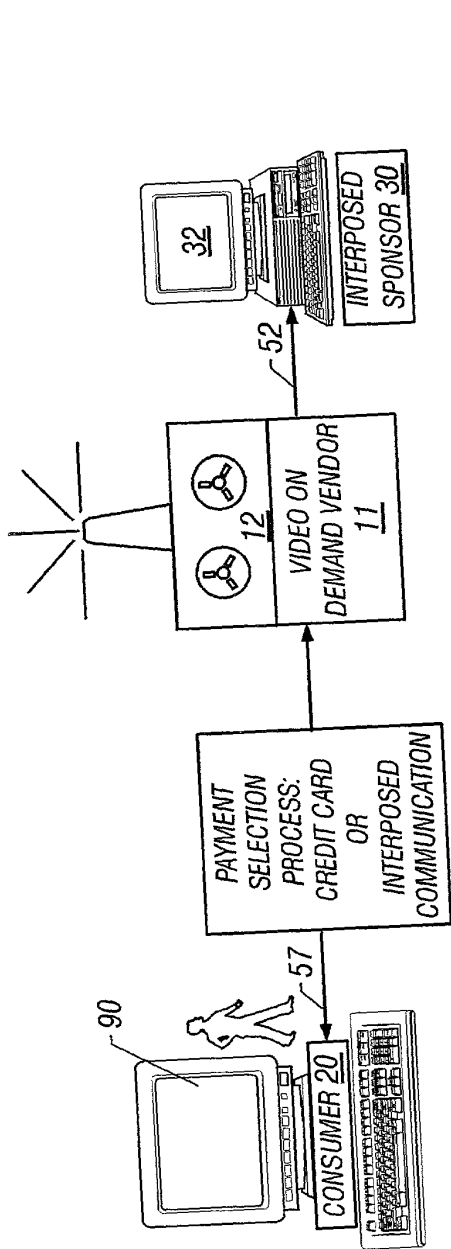 90
CONSUMER 20
57
PAYMENT
SELECTION
PROCESS:
CREDIT CARD
OR
INTERPOSED
COMMUNICATION
12
VIDEO ON
DEMAND VENDOR
11
52
32
INTERPOSED
SPONSOR 30